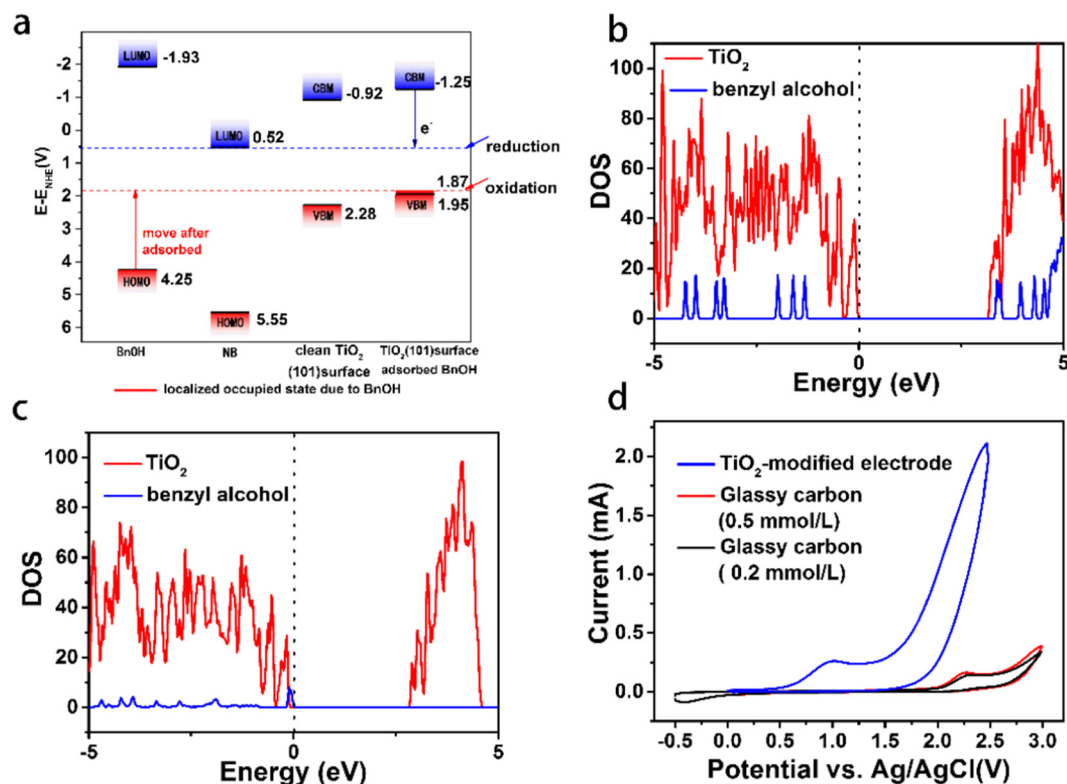 a
E-E_NHE(V)
-2
-1
0
1
2
3
4
5
6
LUMO -1.93
LUMO 0.52
CBM -0.92
CBM -1.25
e⁻
reduction
1.87
oxidation
VBM 1.95
VBM 2.28
move after
adsorbed
HOMO 4.25
HOMO 5.55
BnOH
NB
clean TiO₂
(101)surface
TiO₂(101)surface
adsorbed BnOH
localized occupied state due to BnOH
b
TiO₂
benzyl alcohol
DOS
100
80
60
40
20
0
-5 0 5
Energy (eV)
c
TiO₂
benzyl alcohol
DOS
100
80
60
40
20
0
-5 0 5
Energy (eV)
d
TiO₂-modified electrode
Glassy carbon
(0.5 mmol/L)
Glassy carbon
( 0.2 mmol/L)
Current (mA)
2.0
1.5
1.0
0.5
0.0
-0.5 0.0 0.5 1.0 1.5 2.0 2.5 3.0
Potential vs. Ag/AgCl(V)